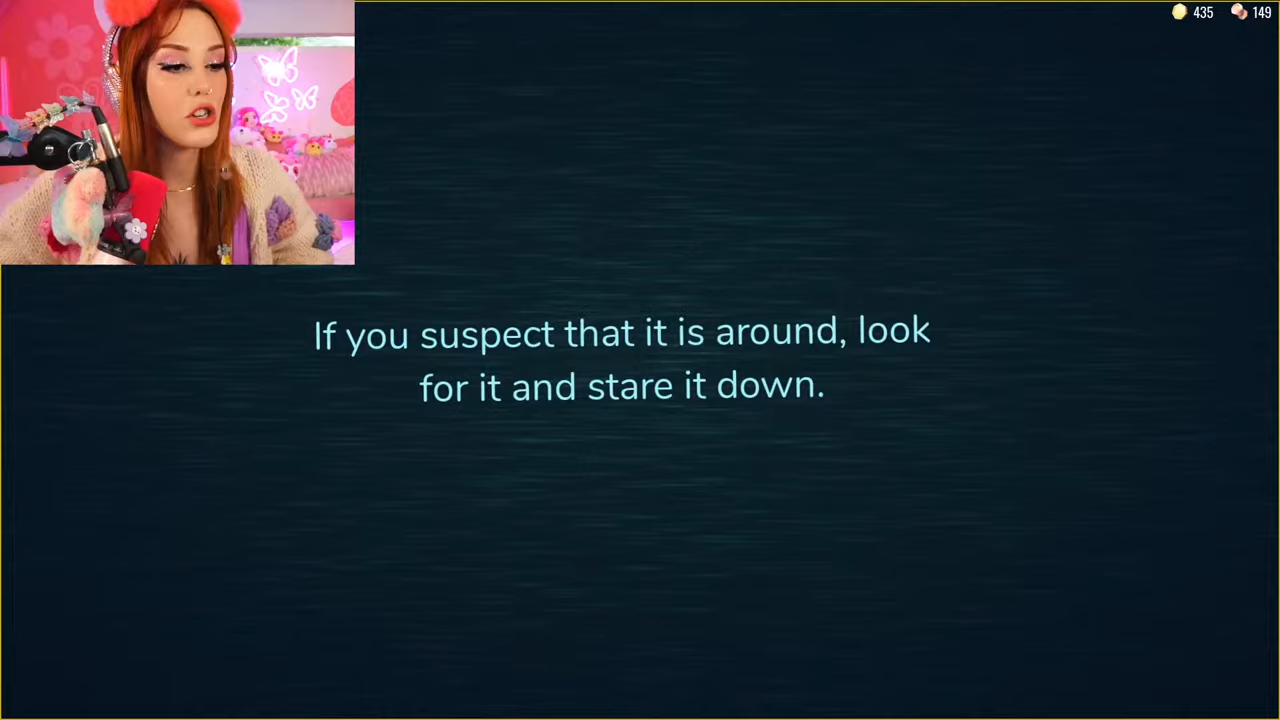 435 149
If you suspect that it is around, look
for it and stare it down.